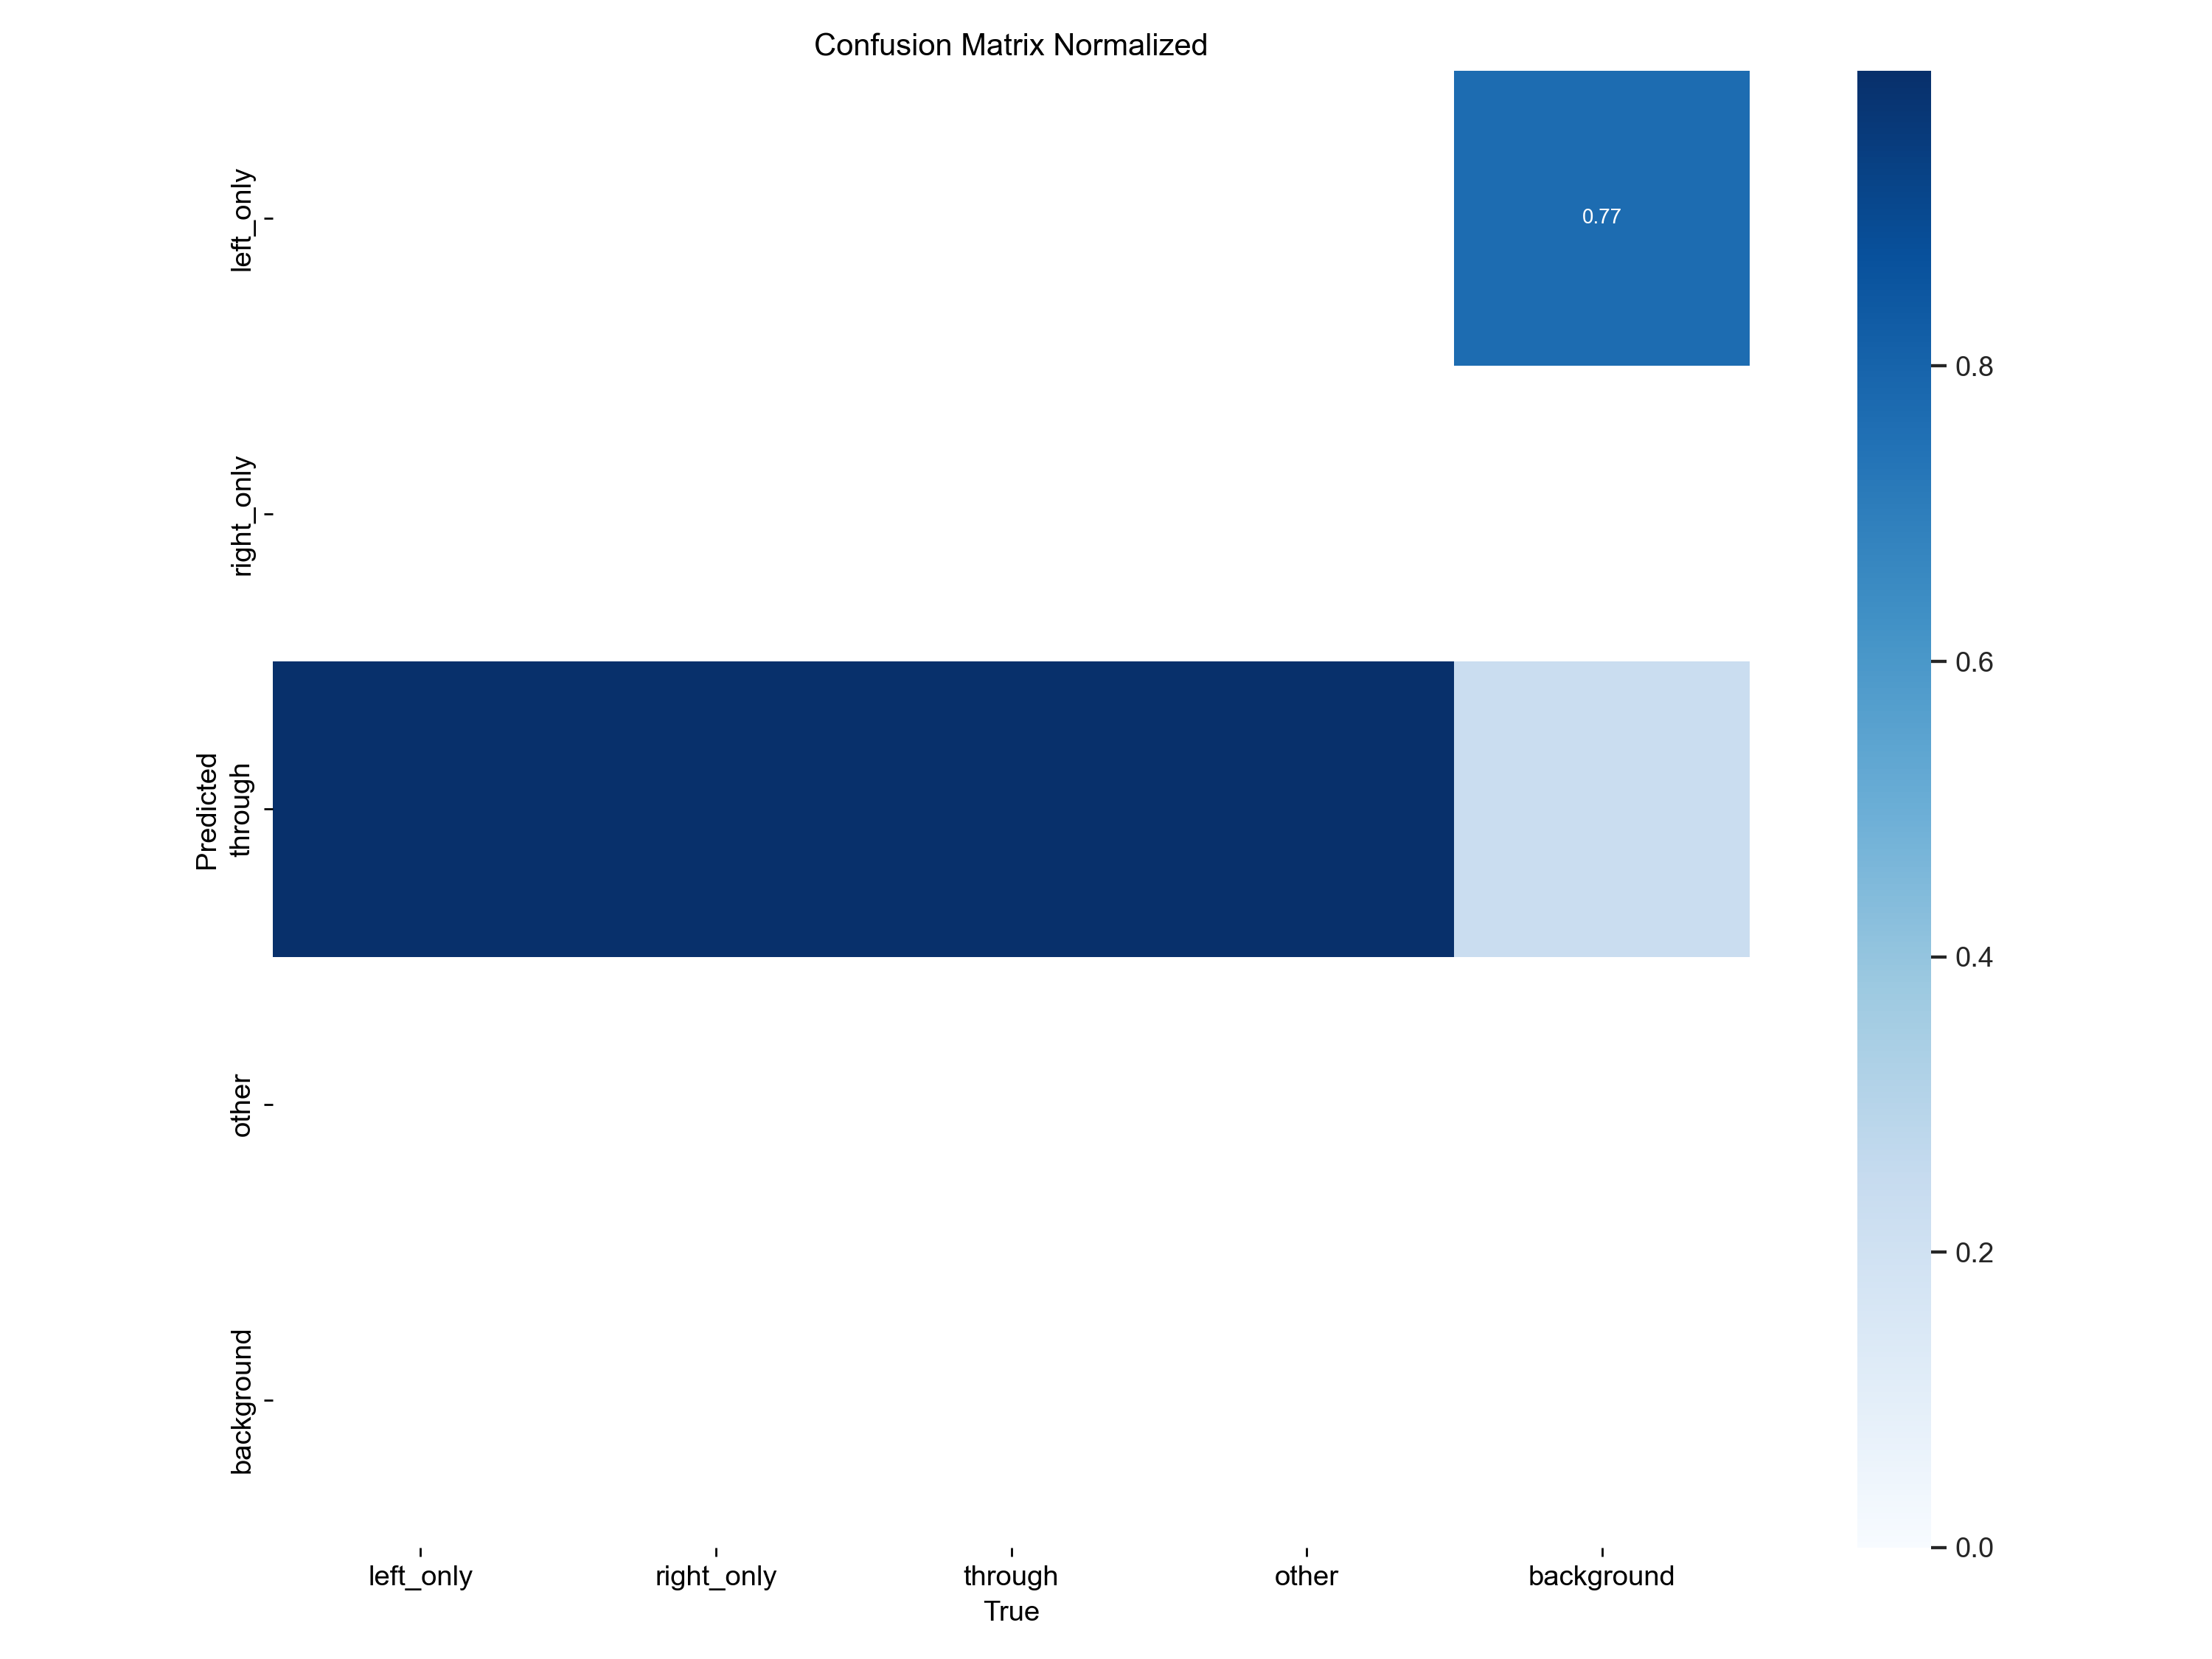 Confusion Matrix Normalized
left_only
0.77
right_only
Predicted
through
other
background
left_only
right_only
through
other
background
True
0.8
0.6
0.4
0.2
0.0